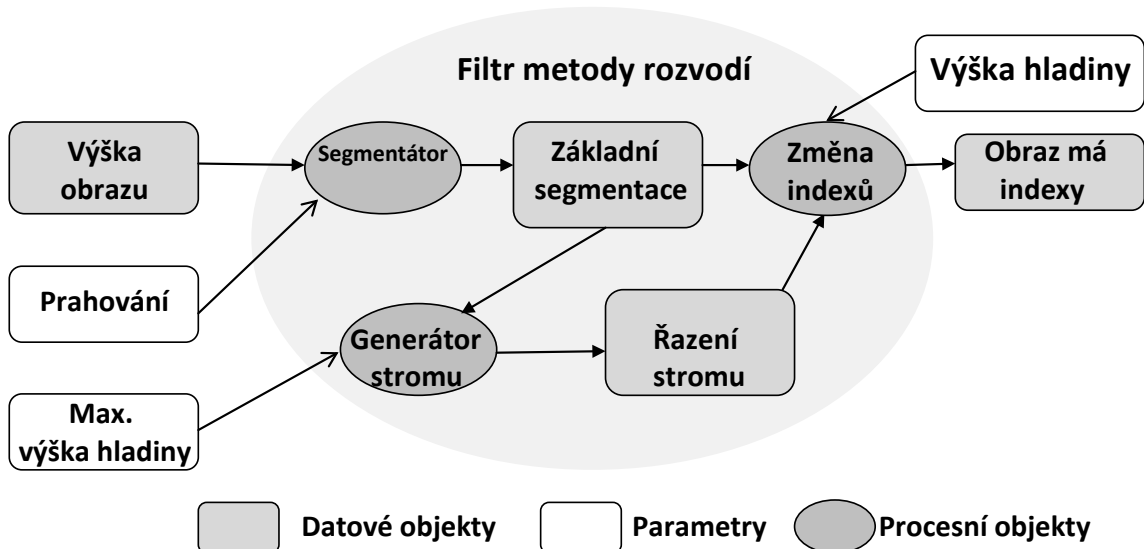 Filtr metody rozvodí
Výška hladiny
Výška
obrazu
Segmentátor
Základní
segmentace
Změna
indexů
Obraz má
indexy
Prahování
Generátor
stromu
Řazení
stromu
Max.
výška hladiny
Datové objekty
Parametry
Procesní objekty